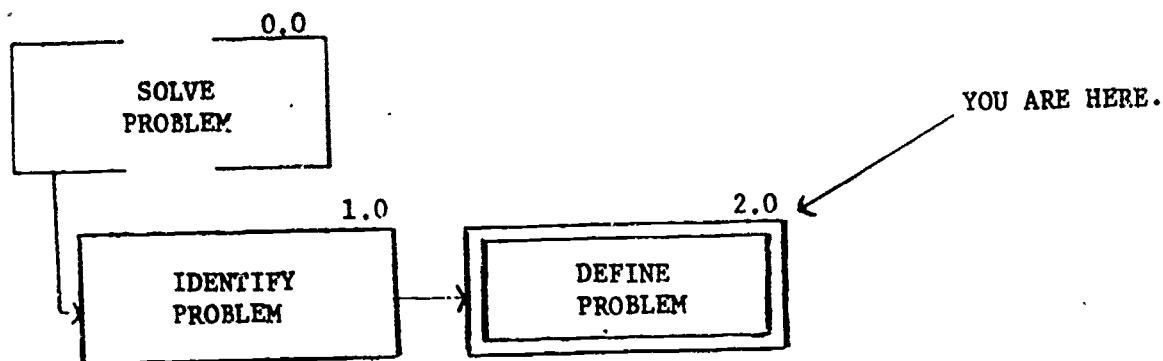 0.0
SOLVE
PROBLEM
YOU ARE HERE.
1.0
2.0
IDENTIFY
PROBLEM
DEFINE
PROBLEM